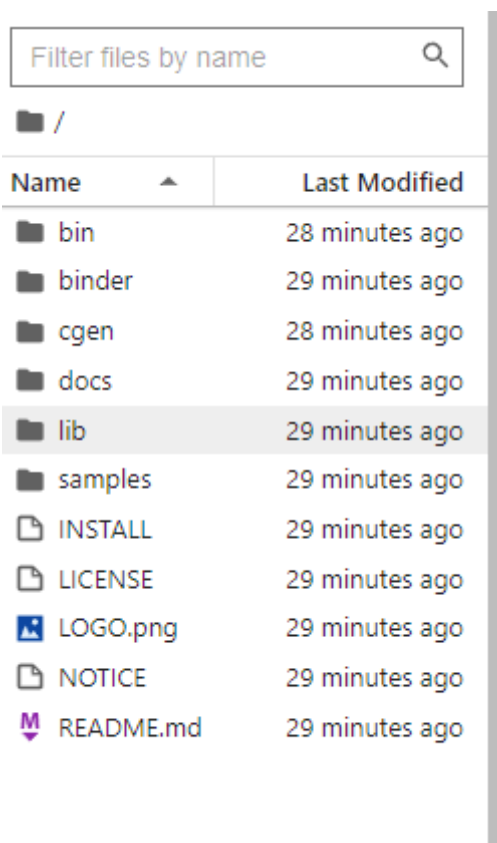 Filter files by name
/
Name Last Modified
bin 28 minutes ago
binder 29 minutes ago
cgen 28 minutes ago
docs 29 minutes ago
lib 29 minutes ago
samples 29 minutes ago
INSTALL 29 minutes ago
LICENSE 29 minutes ago
LOGO.png 29 minutes ago
NOTICE 29 minutes ago
M README.md 29 minutes ago